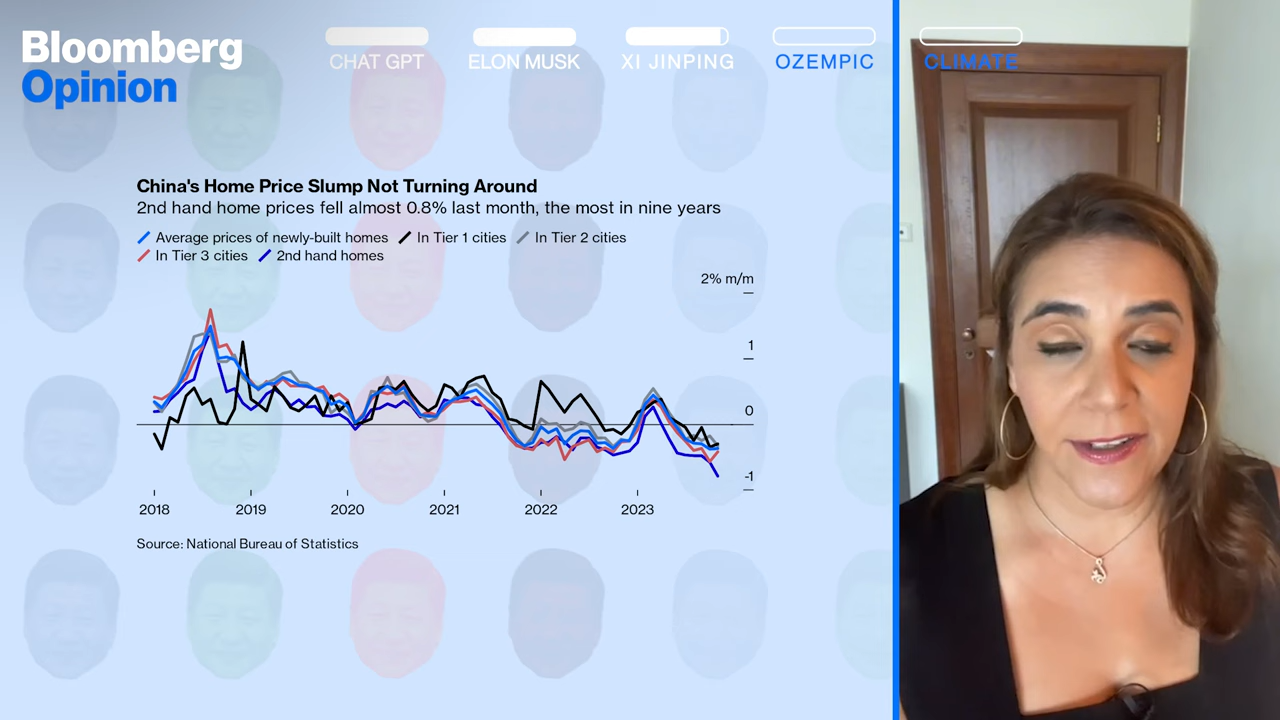 Bloomberg
Opinion
CHAT GPT
ELON MUSK
XI JINPING
OZEMPIC
CLIMATE
China's Home Price Slump Not Turning Around
2nd hand home prices fell almost 0.8% last month, the most in nine years
Average prices of newly-built homes In Tier 1 cities In Tier 2 cities
In Tier 3 cities 2nd hand homes
2% m/m
1
0
-1
2018 2019 2020 2021 2022 2023
Source: National Bureau of Statistics